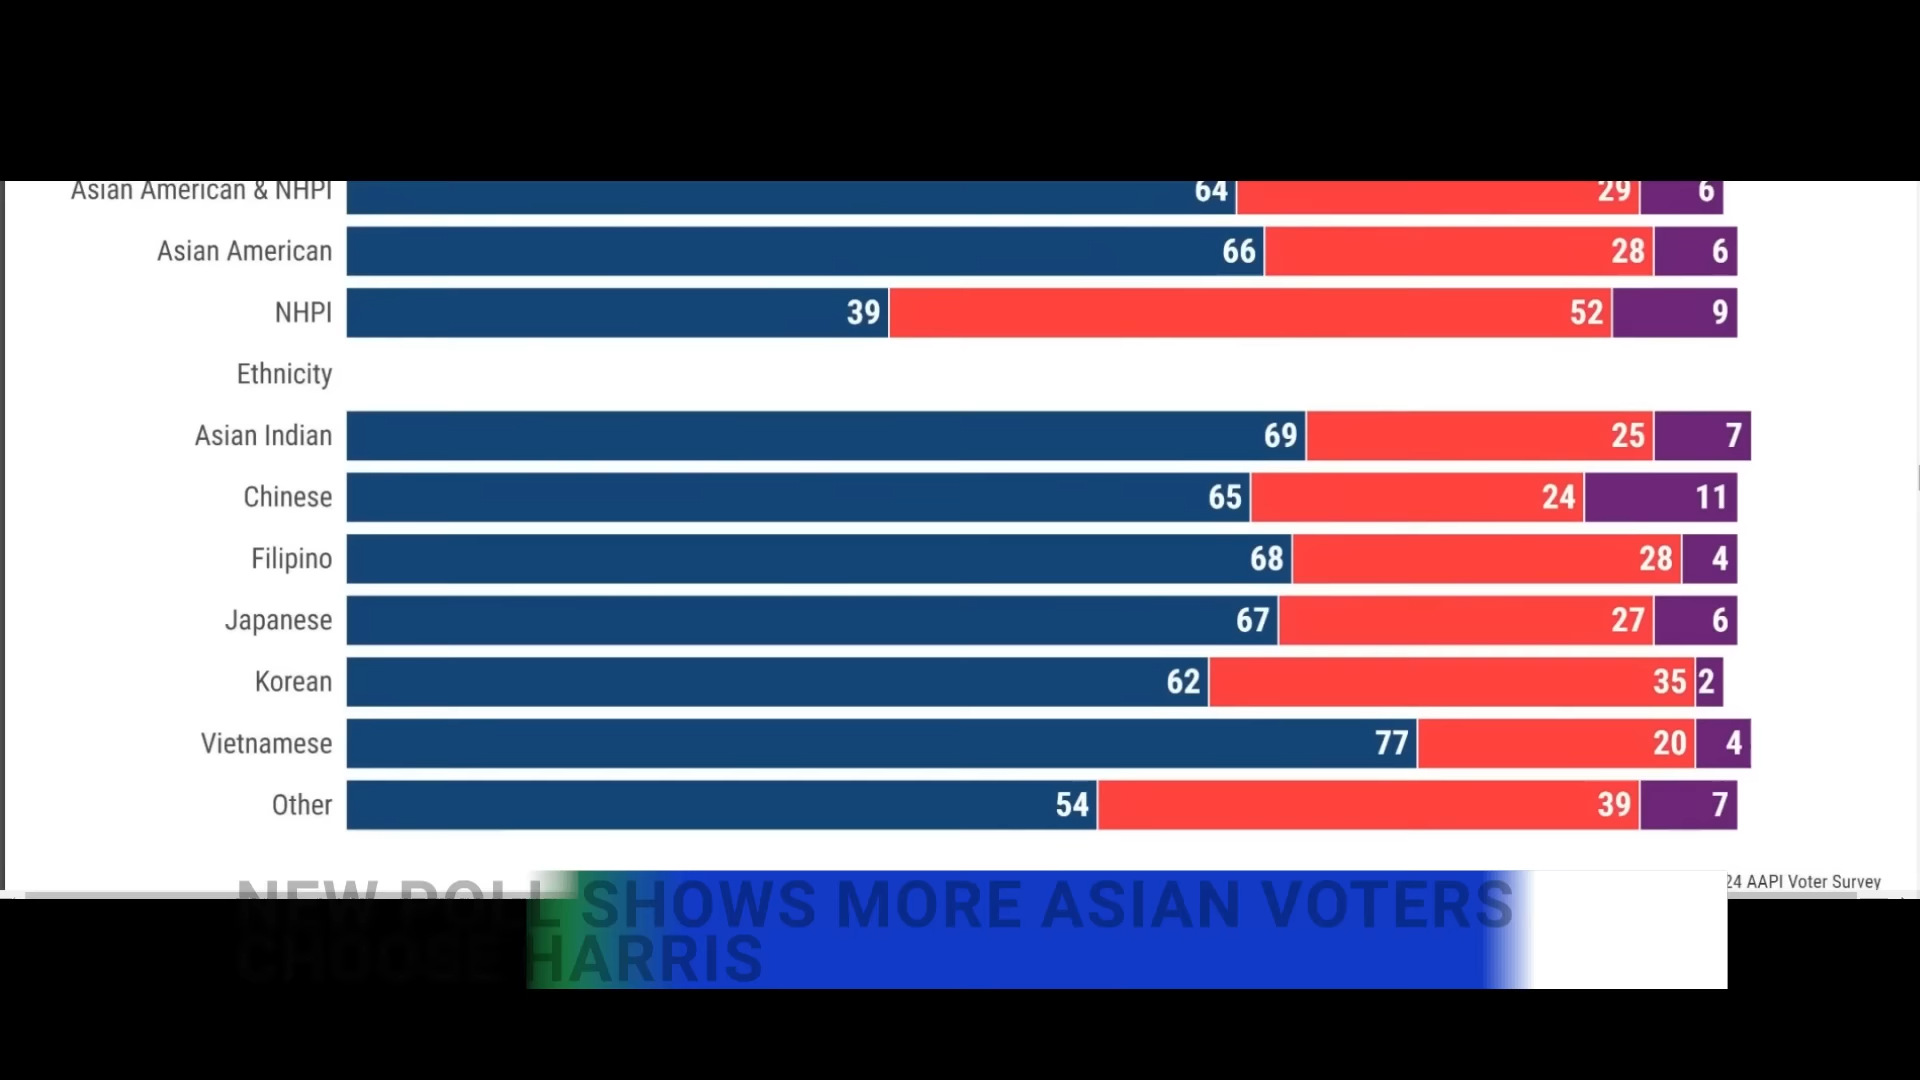 Asian American & NHPI 64 29 6
Asian American 66 28 6
NHPI 39 52 9
Ethnicity
Asian Indian 69 25 7
Chinese 65 24 11
Filipino 68 28 4
Japanese 67 27 6
Korean 62 35 2
Vietnamese 77 20 4
Other 54 39 7
24 AAPI Voter Survey
NEW POLL SHOWS MORE ASIAN VOTERS
CHOOSE HARRIS